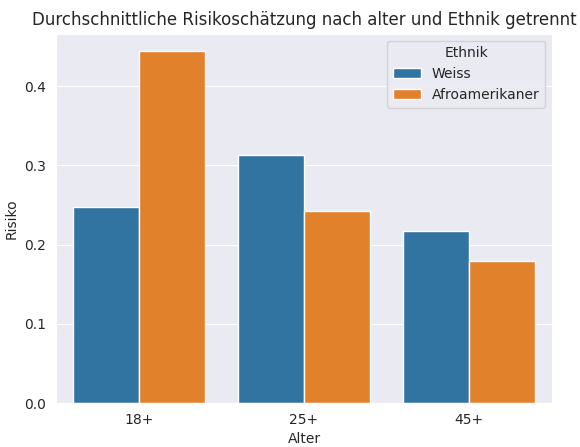 Durchschnittliche Risikoschätzung nach alter und Ethnik getrennt
Ethnik
Weiss
Afroamerikaner
0.4
0.3
0.2
0.1
0.0
Risiko
18+
25+
45+
Alter